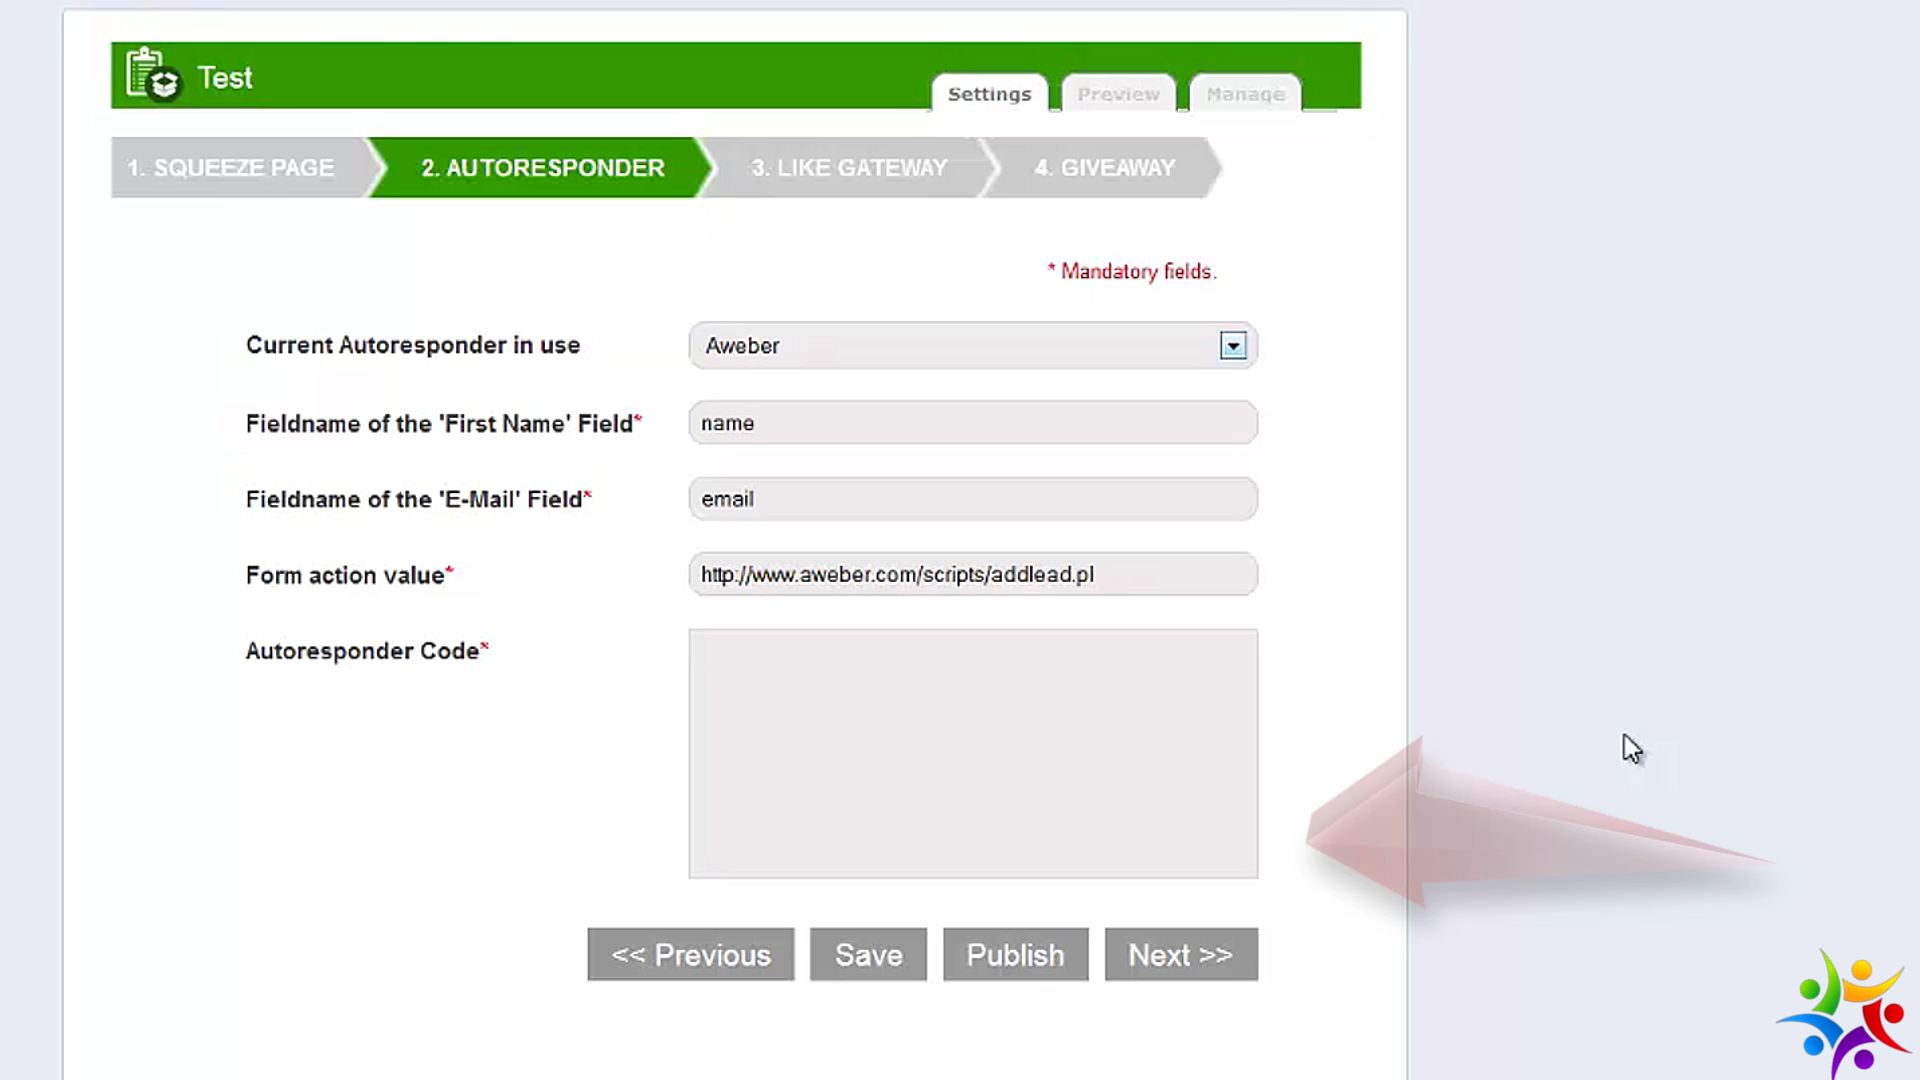 Test
Settings Preview Manage
1. SQUEEZE PAGE 2. AUTORESPONDER 3. LIKE GATEWAY 4. GIVEAWAY
* Mandatory fields.
Current Autoresponder in use Aweber
Fieldname of the 'First Name' Field* name
Fieldname of the 'E-Mail' Field* email
Form action value* http://www.aweber.com/scripts/addlead.pl
Autoresponder Code*
<< Previous Save Publish Next >>